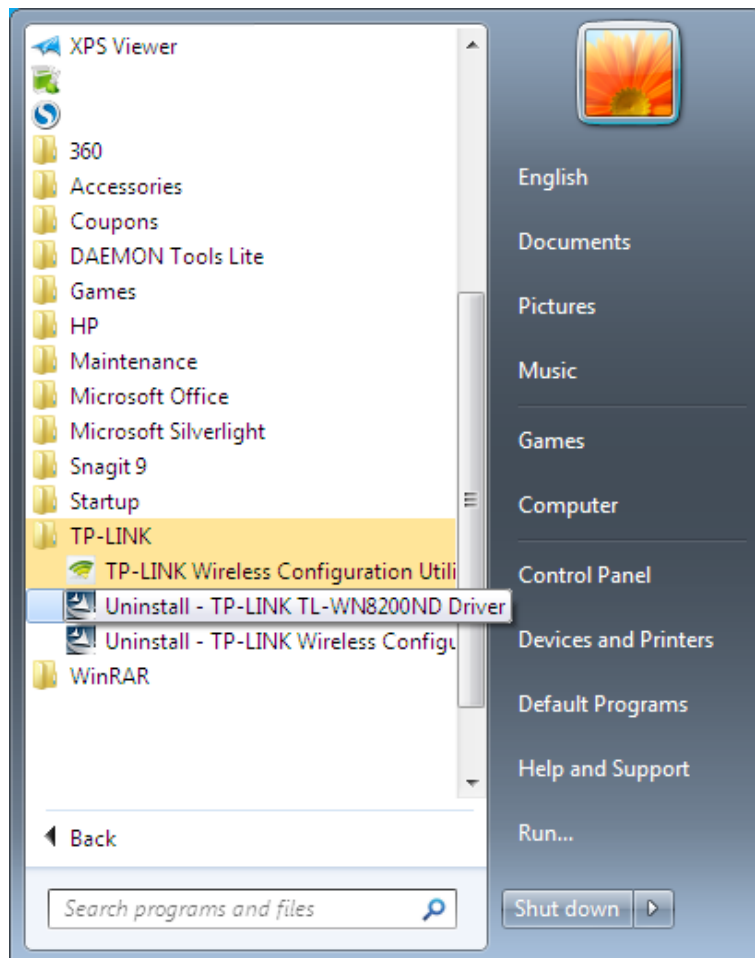 XPS Viewer
360
Accessories
Coupons
DAEMON Tools Lite
Games
HP
Maintenance
Microsoft Office
Microsoft Silverlight
Snagit 9
Startup
TP-LINK
TP-LINK Wireless Configuration Utili
Uninstall - TP-LINK TL-WN8200ND Driver
Uninstall - TP-LINK Wireless Configu
WinRAR
Back
Search programs and files
English
Documents
Pictures
Music
Games
Computer
Control Panel
Devices and Printers
Default Programs
Help and Support
Run...
Shut down